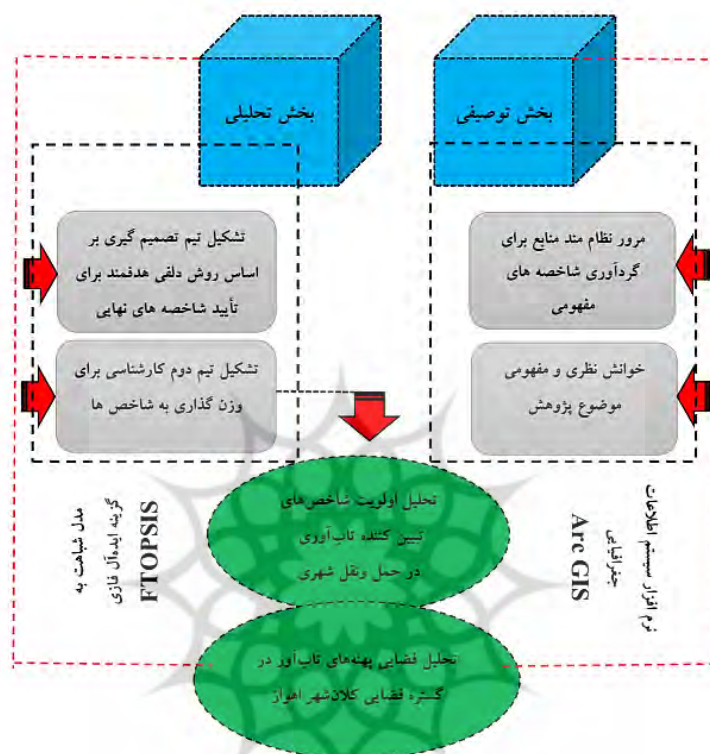 بخش توصیفی
بخش تحلیلی
مرور نظام مند منابع برای
گردآوری شاخصه های
مفهومی
خوانش نظری و مفهومی
موضوع پژوهش
تشکیل تیم تصمیم گیری بر
اساس روش دلفی هدفمند برای
تأیید شاخصه های نهایی
تشکیل تیم دوم کارشناسی برای
وزن گذاری به شاخص ها
نرم افزار سیستم اطلاعات
جغرافیایی
Arc GIS
مدل شباهت به
گزینه ایده‌آل فازی
FTOPSIS
تحلیل اولویت شاخص‌های
تبیین کننده تاب‌آوری
در حمل ونقل شهری
تحلیل فضایی پهنه‌های تاب‌آور در
گستره فضایی کلان‌شهر اهواز